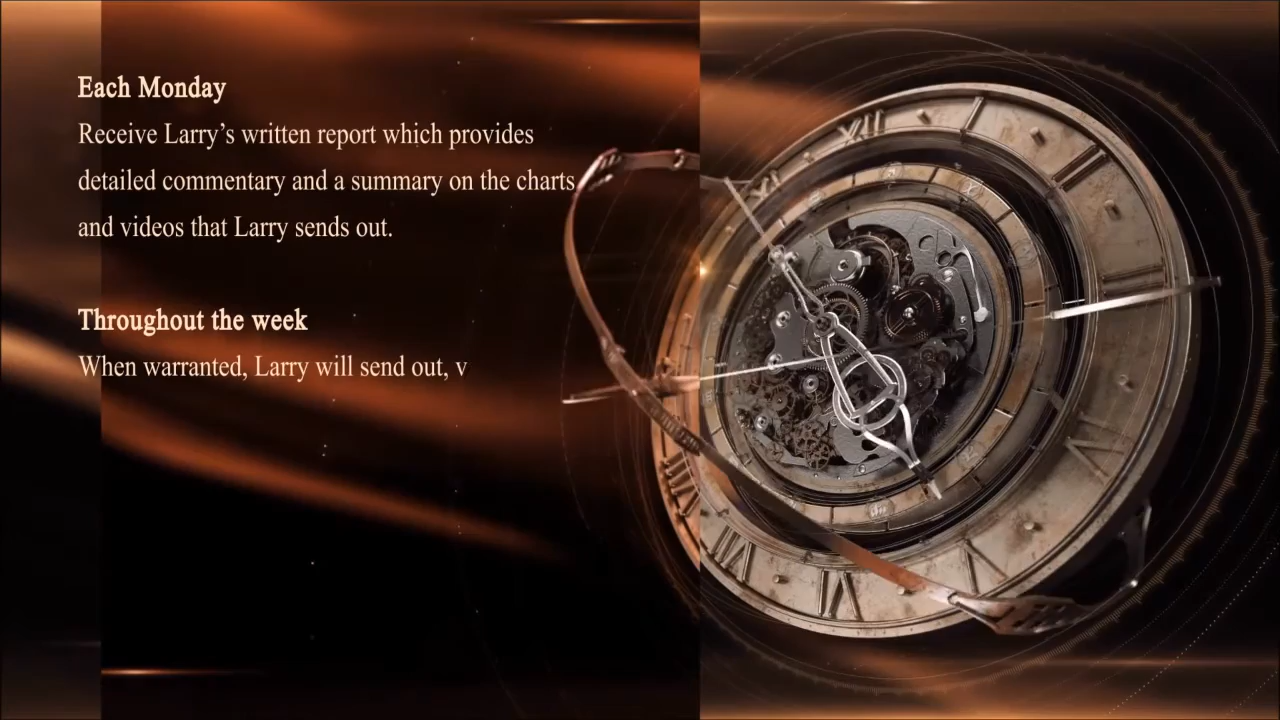 Each Monday
Receive Larry’s written report which provides
detailed commentary and a summary on the charts
and videos that Larry sends out.
Throughout the week
When warranted, Larry will send out, v